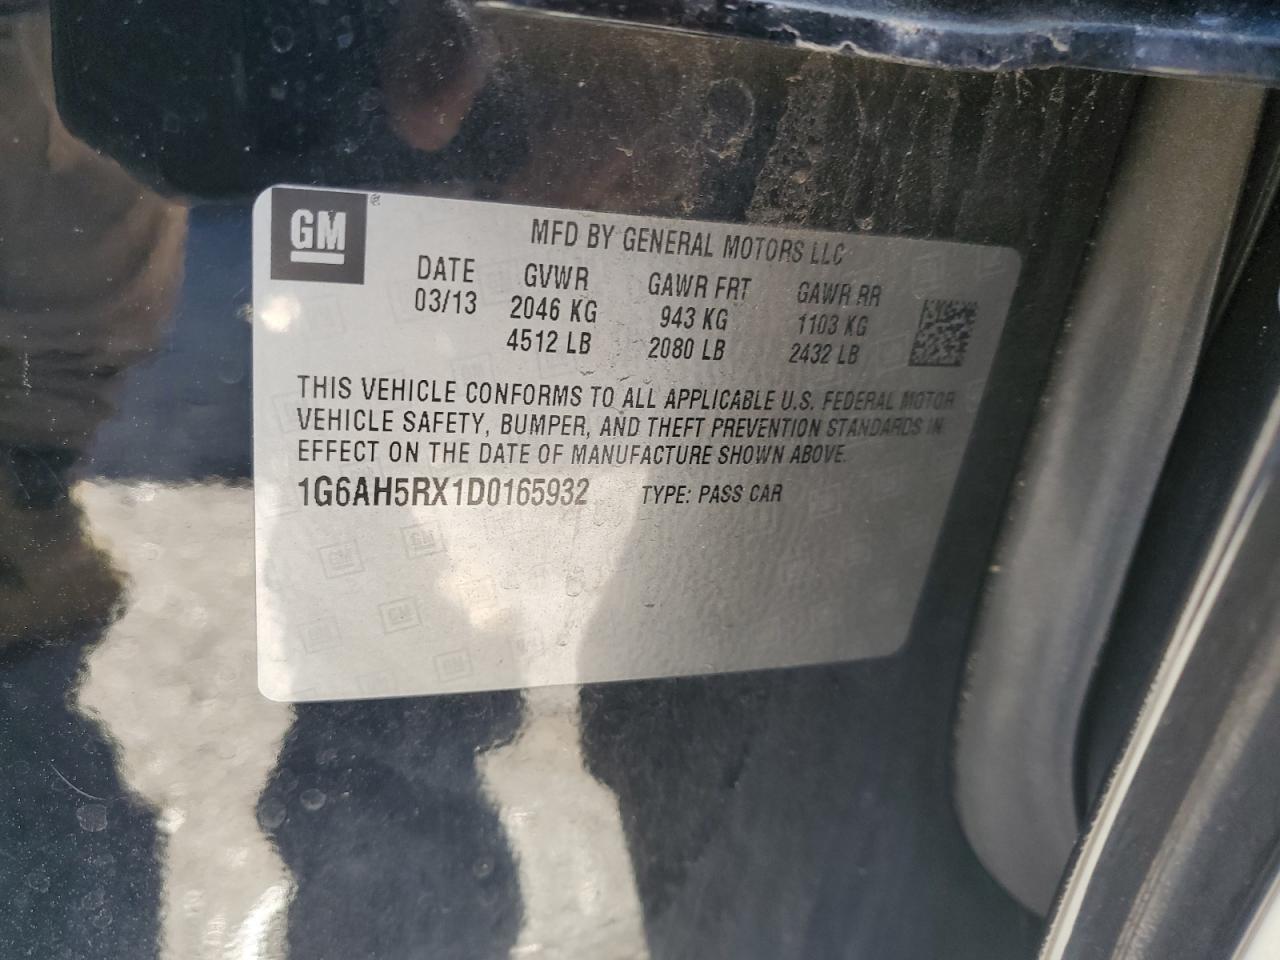 GM
MFD BY GENERAL MOTORS LLC
DATE GVWR GAWR FRT GAWR RR
03/13 2046 KG 943 KG 1103 KG
4512 LB 2080 LB 2432 LB
THIS VEHICLE CONFORMS TO ALL APPLICABLE U.S. FEDERAL MOTOR
VEHICLE SAFETY, BUMPER, AND THEFT PREVENTION STANDARDS IN
EFFECT ON THE DATE OF MANUFACTURE SHOWN ABOVE.
1G6AH5RX1D0165932 TYPE: PASS CAR